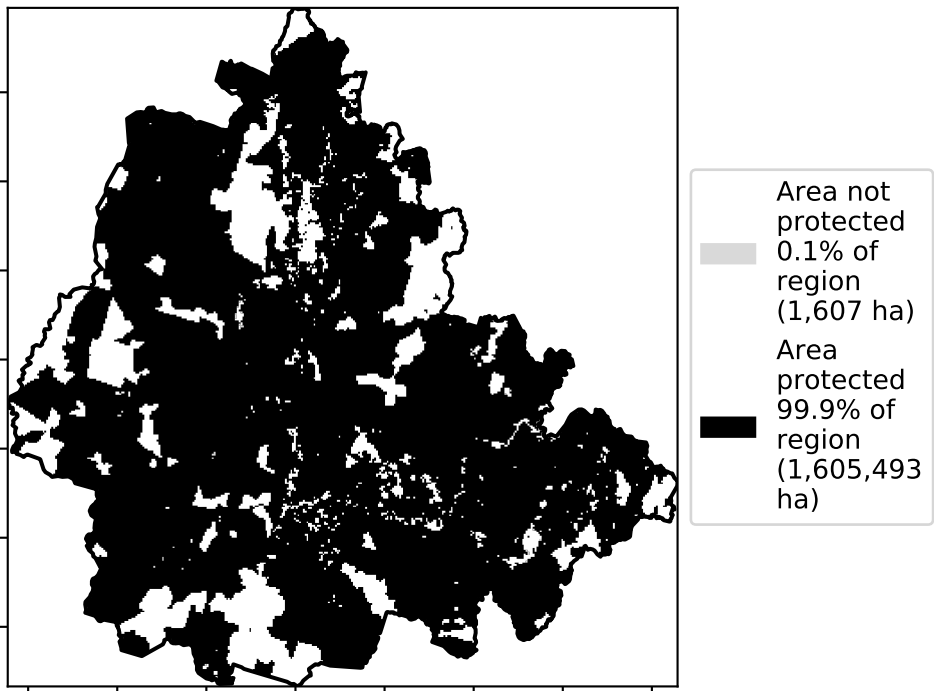 Area not
protected
0.1% of
region
(1,607 ha)
Area
protected
99.9% of
region
(1,605,493
ha)